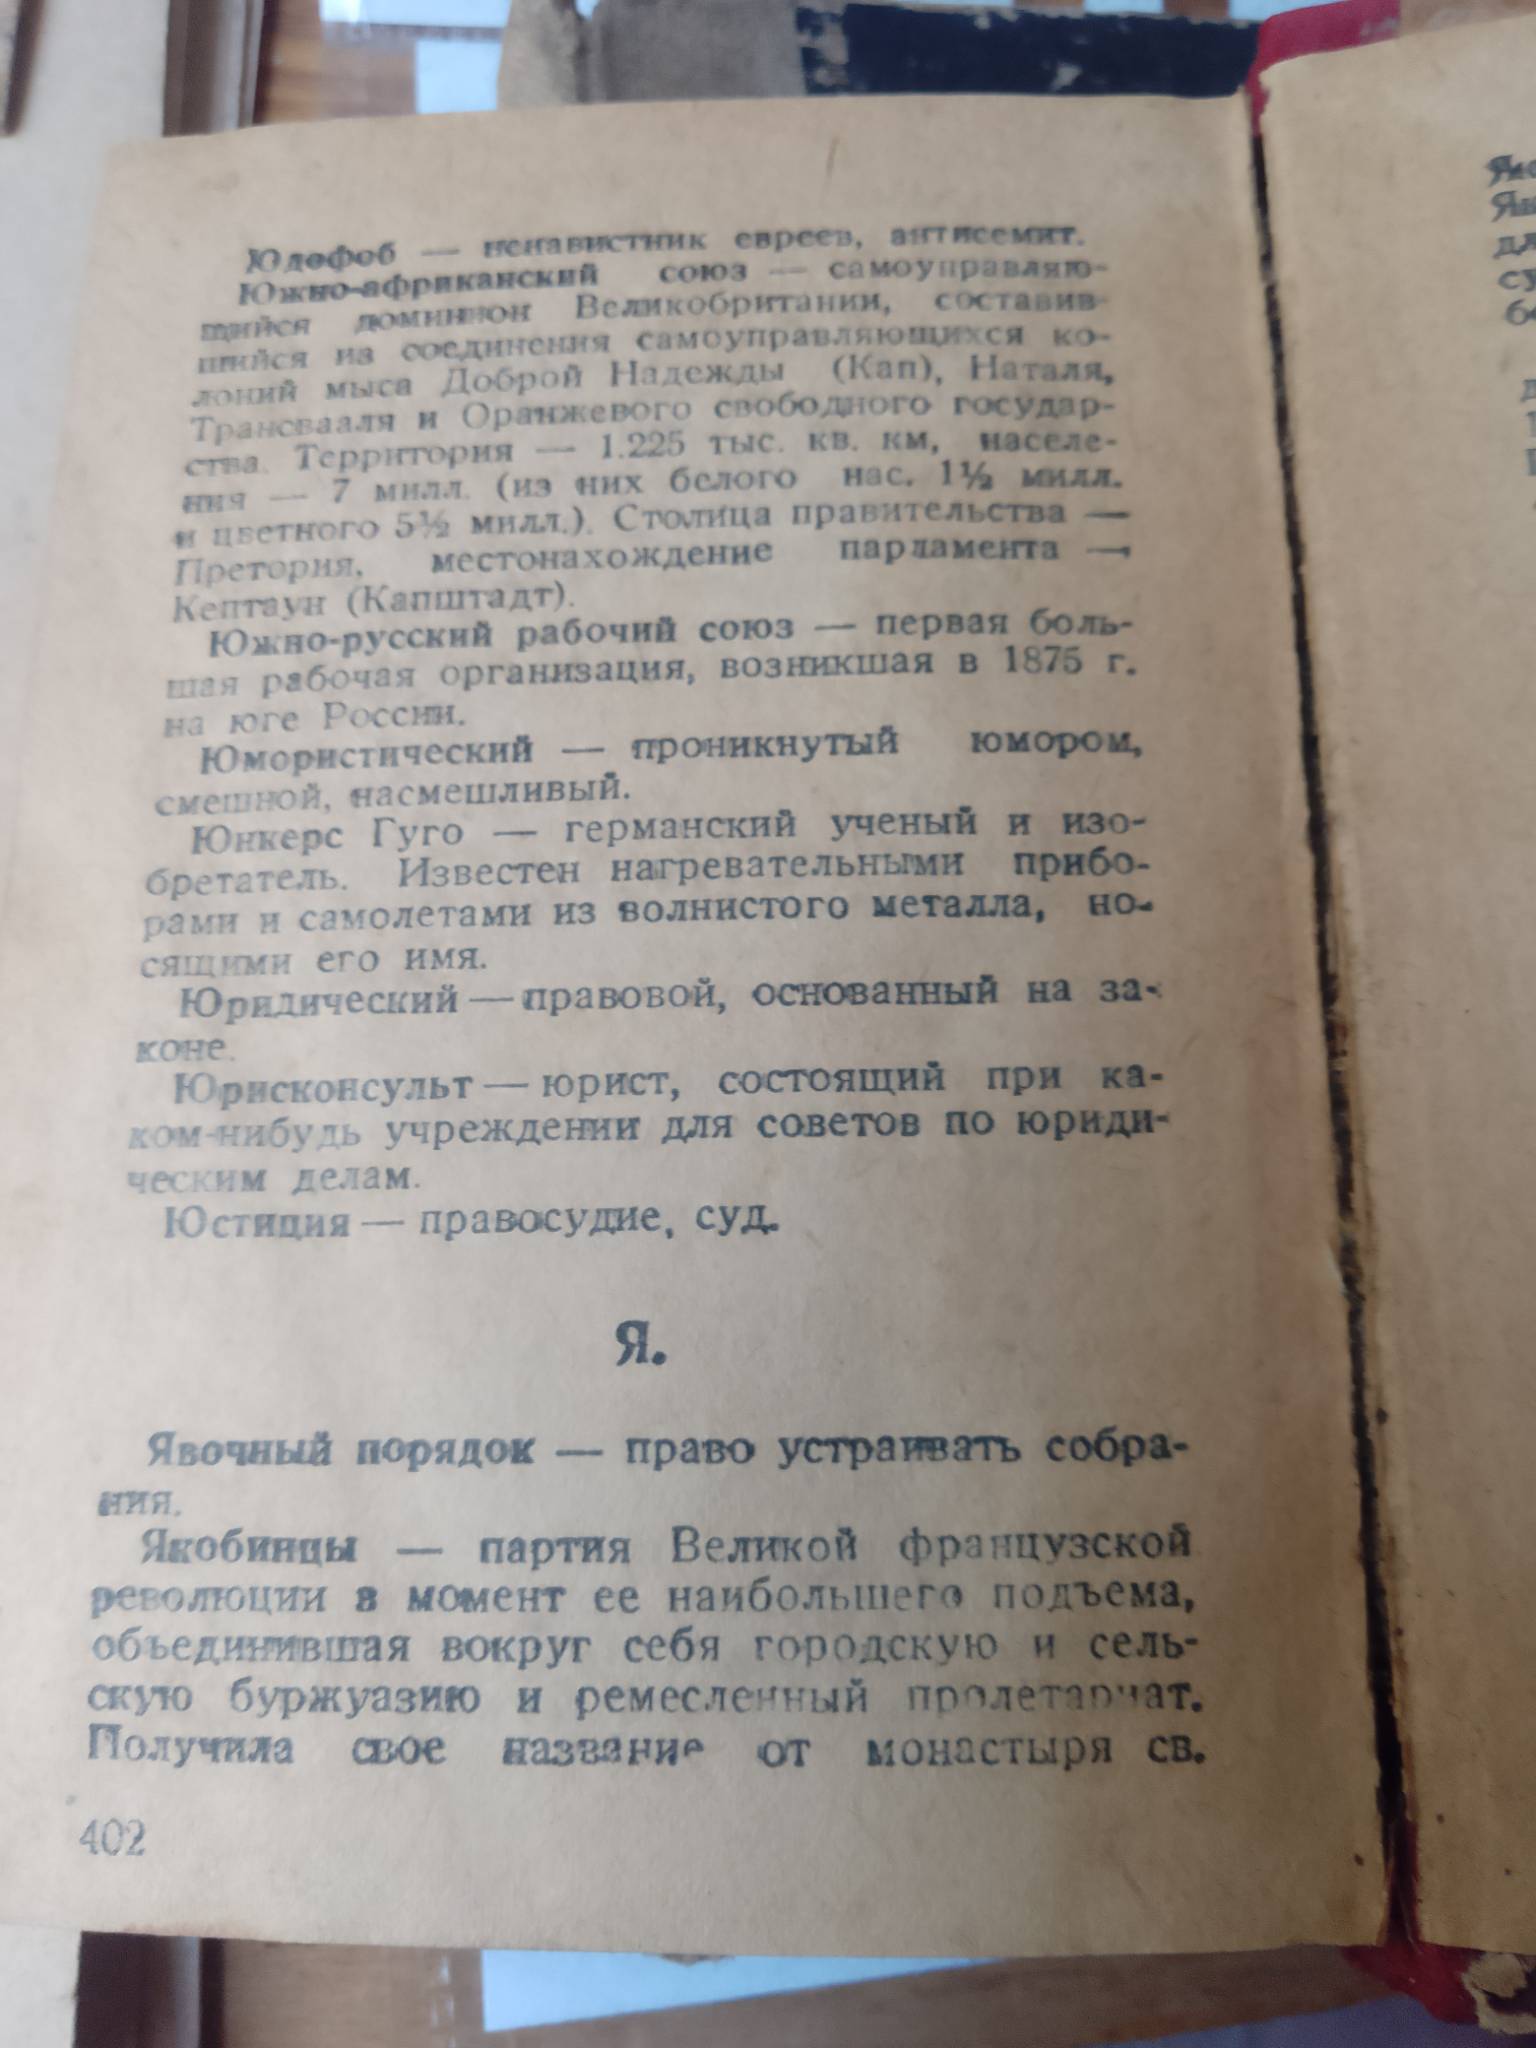 Юдофоб — ненавистник евреев, антисемит.
Южно-африканский союз — самоуправляю-
щийся доминион Великобритании, составив-
шийся из соединения самоуправляющихся ко-
лоний мыса Доброй Надежды (Кап), Наталя,
Трансвааля и Оранжевого свободного государ-
ства. Территория — 1.225 тыс. кв. км, населе-
ния — 7 милл. (из них белого нас. 1½ милл.
и цветного 5½ милл.). Столица правительства —
Претория, местонахождение парламента —
Кептаун (Капштадт).
Южно-русский рабочий союз — первая боль-
шая рабочая организация, возникшая в 1875 г.
на юге России.
Юмористический — проникнутый юмором,
смешной, насмешливый.
Юнкерс Гуго — германский ученый и изо-
бретатель. Известен нагревательными прибо-
рами и самолетами из волнистого металла, но-
сящими его имя.
Юридический — правовой, основанный на за-
коне.
Юрисконсульт — юрист, состоящий при ка-
ком-нибудь учреждении для советов по юриди-
ческим делам.
Юстиция — правосудие, суд.
Я.
Явочный порядок — право устраивать собра-
ния.
Якобинцы — партия Великой французской
революции в момент ее наибольшего подъема,
объединившая вокруг себя городскую и сель-
скую буржуазию и ремесленный пролетариат.
Получила свое название от монастыря св.
402